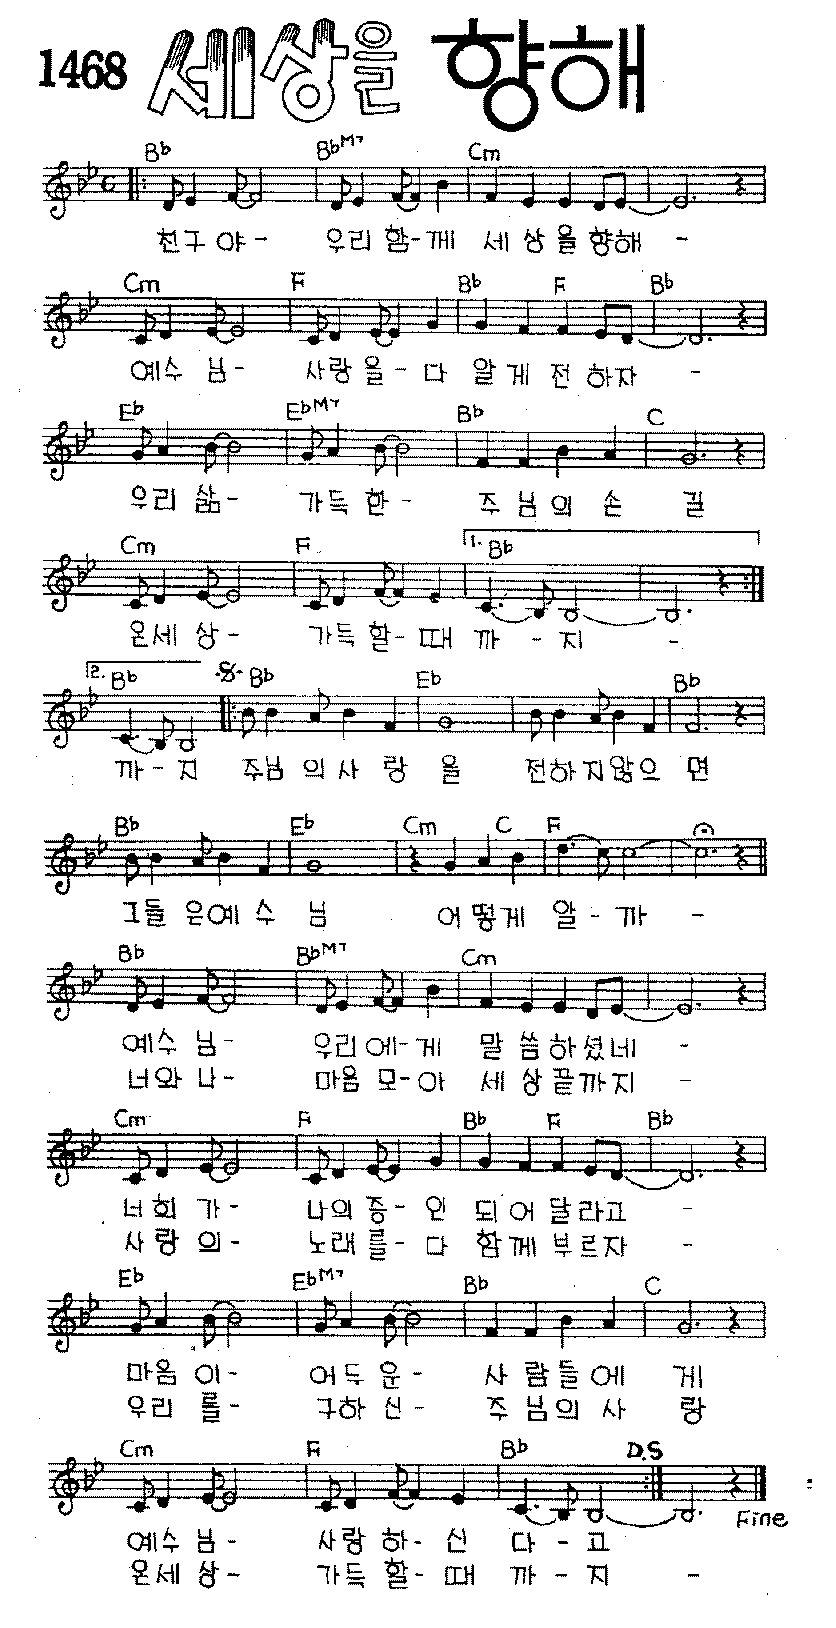 1468 세상을 향해
Bb BbM7 Cm
친구 야- 우리 함-께 세 상을향해 -
Cm F Bb F Bb
예수 님- 사랑을-다 알게 전 하자 -
Eb EbM7 Bb C
우리 삶- 가득 한- 주 님의 손 길
Cm F 1. Bb
온세 상- 가득 할-때 까 - 지 -
2. Bb Bb Eb Bb
까-지 주님 의사 랑 을 전하지않으 면
Bb Eb Cm C F
그들 은예 수 님 어 떻게 알-까 -
Bb BbM7 Cm
예수 님- 우리 에-게 말 씀하셨네 -
너와 나- 마음 모-아 세 상끝까지 -
Cm F Bb F Bb
너희 가- 나의 증-인 되어 달라고 -
사랑 의- 노래 를-다 함께 부르자 -
Eb EbM7 Bb C
마음 이- 어두 운- 사 람들에 게
우리 를- 구하 신- 주 님의 사 랑
Cm F Bb D.S
Fine
예수 님- 사랑 하-신 다-고
온세 상- 가득 할-때 까-지 -